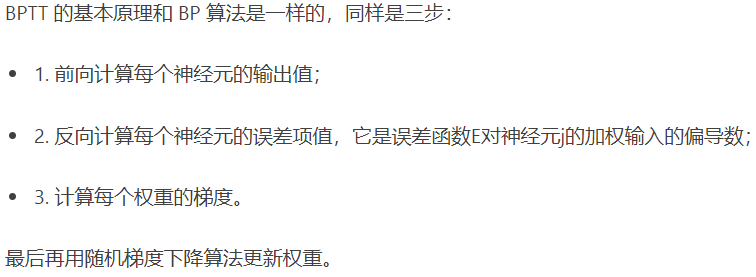 BPTT 的基本原理和 BP 算法是一样的，同样是三步：
• 1. 前向计算每个神经元的输出值；
• 2. 反向计算每个神经元的误差项值，它是误差函数E对神经元j的加权输入的偏导数；
• 3. 计算每个权重的梯度。
最后再用随机梯度下降算法更新权重。